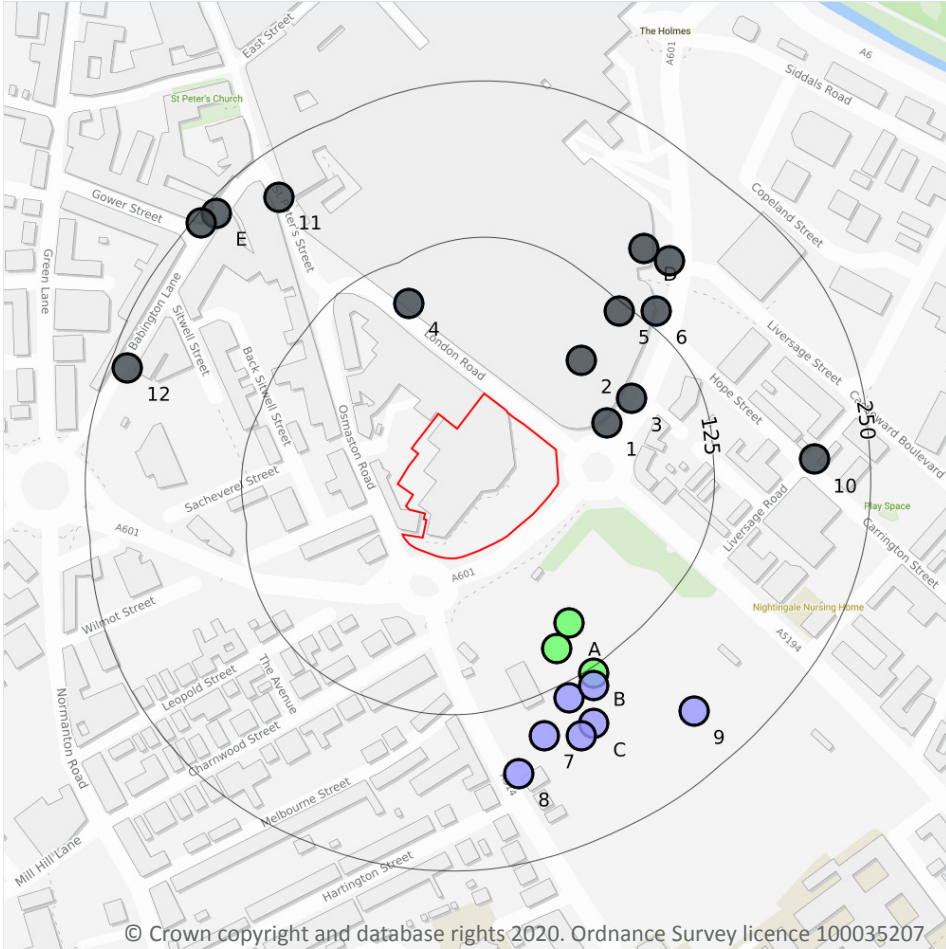 The Holmes
A601
A6
East Street
Siddals Road
St Peter's Church
Gower Street
Copeland Street
11
E
D
Green Lane
Babington Lane
Sitwell Street
4
5
6
London Road
Liversage Street
12
2
Back Sitwell Street
Hope Street
3
1
125
250
Osmaston Road
10
Sacheverel Street
Liversage Road
Play Space
Carrington Street
A601
A601
Wilmot Street
Nightingale Nursing Home
A5194
A
Leopold Street
The Avenue
B
Normanton Road
Charnwood Street
9
C
7
8
Melbourne Street
Mill Hill Lane
Hartington Street
© Crown copyright and database rights 2020. Ordnance Survey licence 100035207.